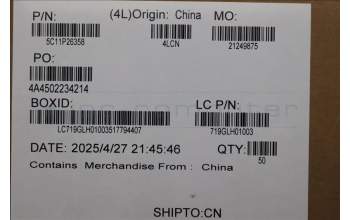 P/N: (4L)Origin: China MO:
5C11P26358 4LCN 21249875
PO:
4A4502234214
BOXID: LC P/N:
LC719GLH01003517794407 719GLH01003
DATE: 2025/4/27 21:45:46 QTY:
50
Contains Merchandise From : China
SHIPTO:CN